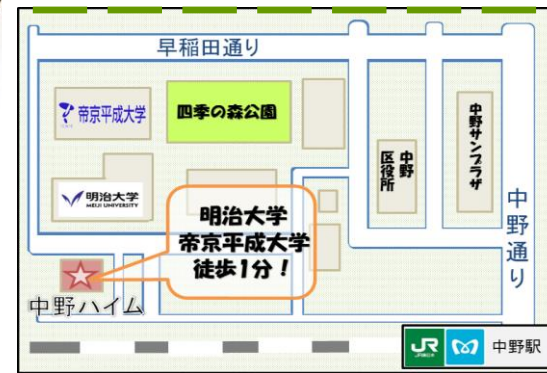 早稲田通り
帝京平成大学
四季の森公園
中野
区役所
中野サンプラザ
明治大学
MEIJI UNIVERSITY
明治大学
帝京平成大学
徒歩1分！
中野通り
中野ハイム
JR
中野駅